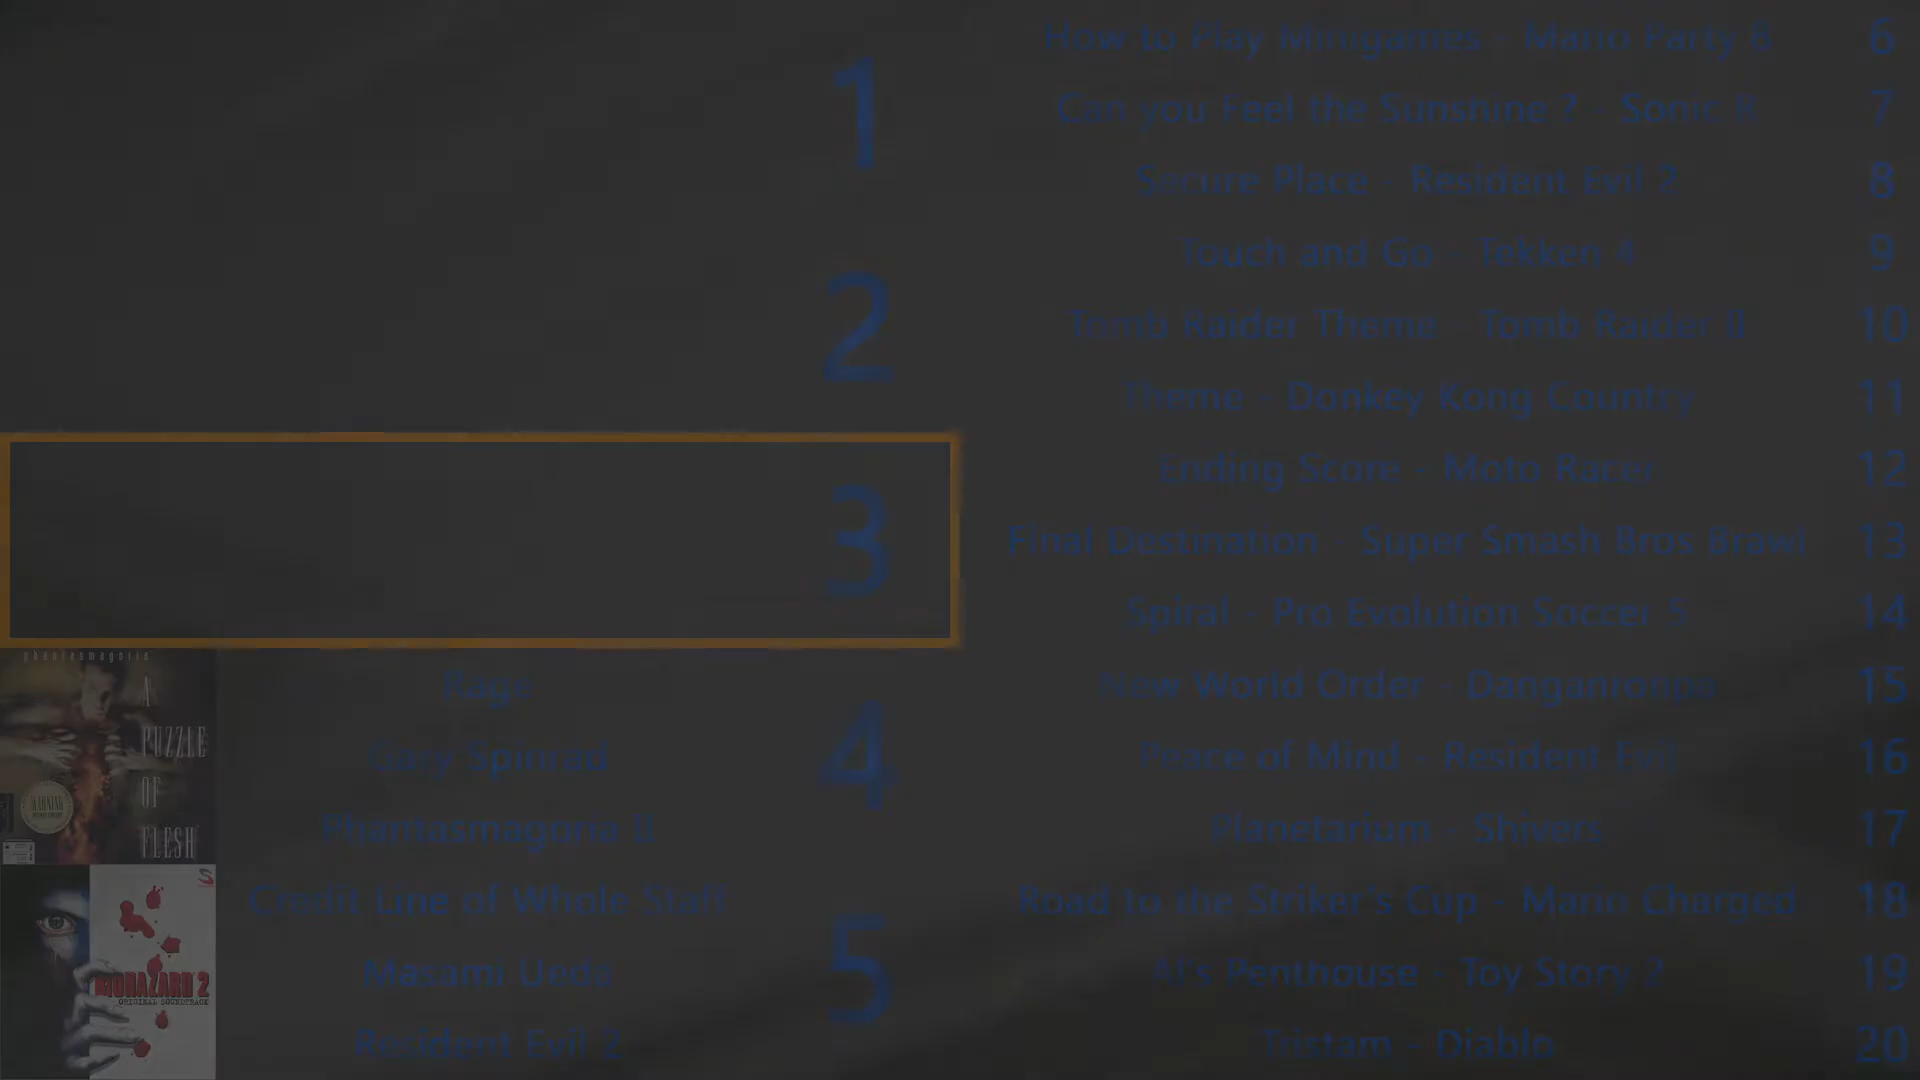 1
2
3
phantasmagoria
A
PUZZLE
OF
FLESH
WARNING
Rage
Gary Spinrad
Phantasmagoria II
4
BIOHAZARD 2
ORIGINAL SOUNDTRACK
Credit Line of Whole Staff
Masami Ueda
Resident Evil 2
5
How to Play Minigames - Mario Party 8 6
Can you Feel the Sunshine ? - Sonic R 7
Secure Place - Resident Evil 2 8
Touch and Go - Tekken 4 9
Tomb Raider Theme - Tomb Raider II 10
Theme - Donkey Kong Country 11
Ending Score - Moto Racer 12
Final Destination - Super Smash Bros Brawl 13
Spiral - Pro Evolution Soccer 5 14
New World Order - Danganronpa 15
Peace of Mind - Resident Evil 16
Planetarium - Shivers 17
Road to the Striker's Cup - Mario Charged 18
Al's Penthouse - Toy Story 2 19
Tristam - Diablo 20